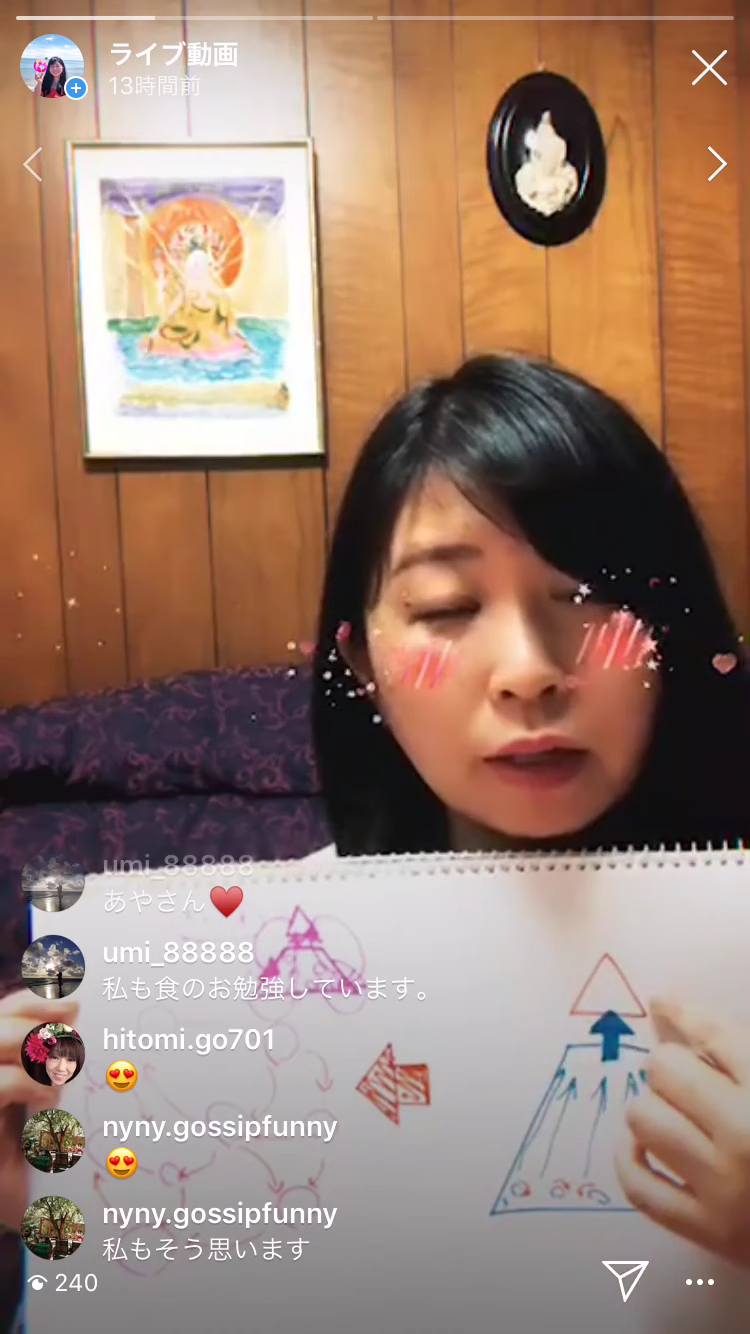 ライブ動画
13時間前
umi_88888
あやさん❤️
umi_88888
私も食のお勉強しています。
hitomi.go701
😍
nyny.gossipfunny
😍
nyny.gossipfunny
私もそう思います
240